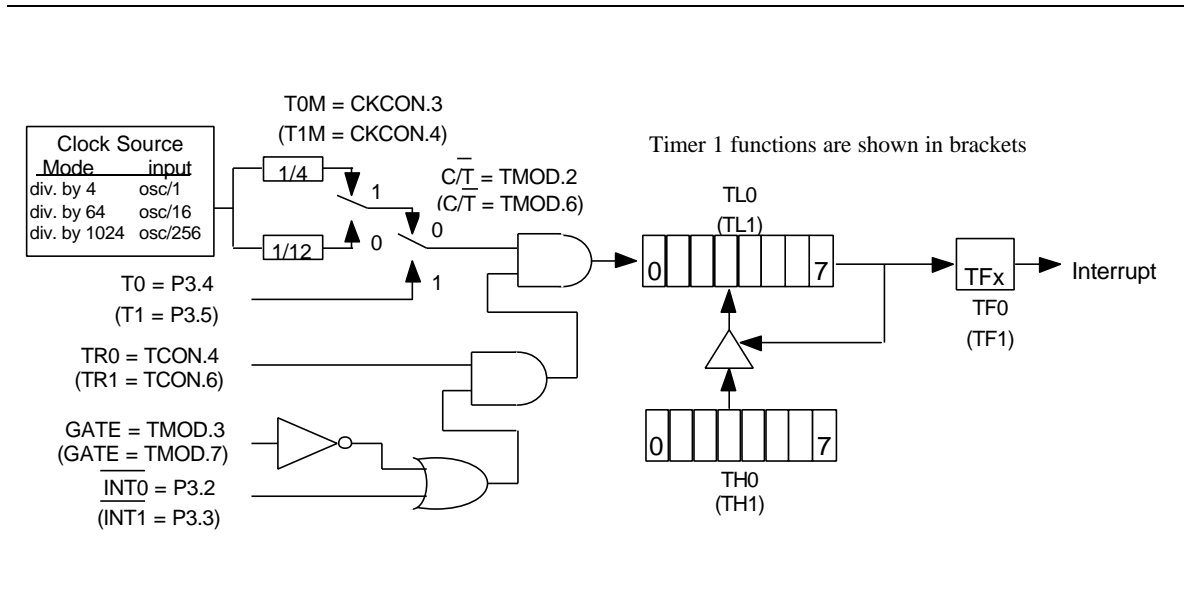 T0M = CKCON.3
(T1M = CKCON.4)
Clock Source
Mode input
div. by 4 osc/1
div. by 64 osc/16
div. by 1024 osc/256
1/4
1/12
1
0
C/T̅ = TMOD.2
(C/T̅ = TMOD.6)
0
1
T0 = P3.4
(T1 = P3.5)
TR0 = TCON.4
(TR1 = TCON.6)
GATE = TMOD.3
(GATE = TMOD.7)
I̅N̅T̅0̅ = P3.2
(I̅N̅T̅1̅ = P3.3)
Timer 1 functions are shown in brackets
TL0
(TL1)
0 7
TFx
Interrupt
TF0
(TF1)
0 7
TH0
(TH1)